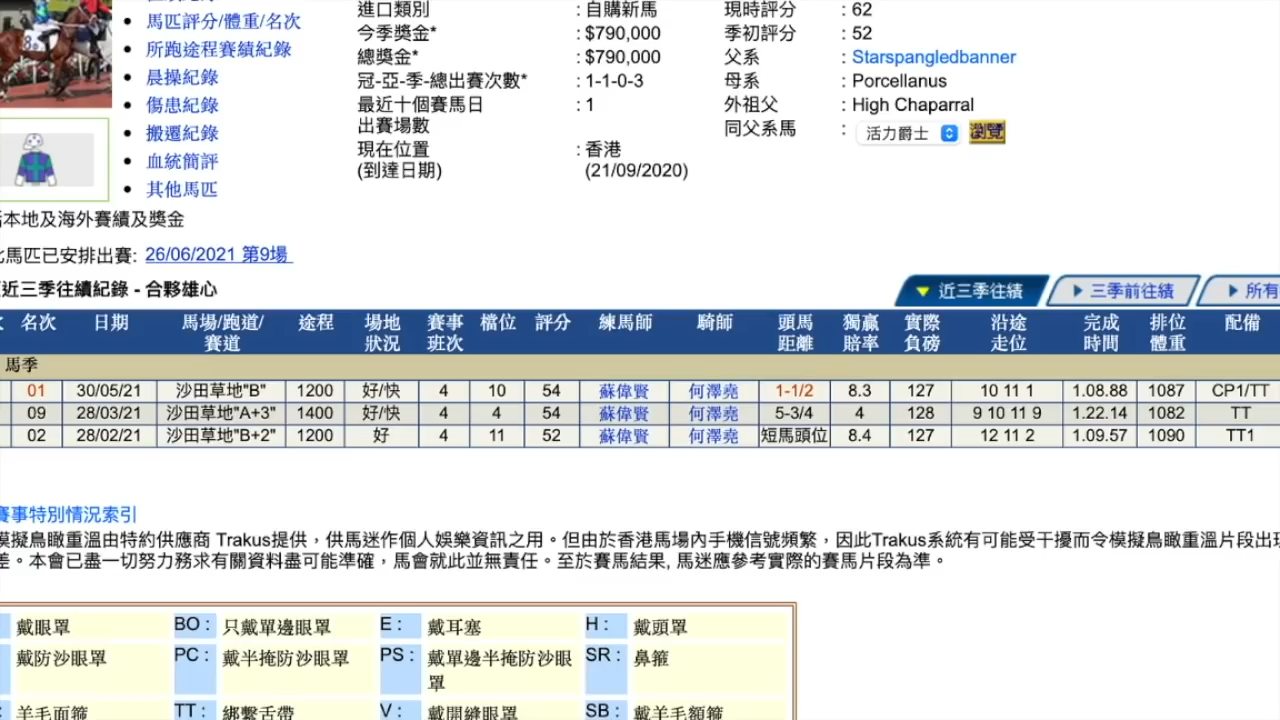 馬匹評分/體重/名次
所跑途程賽績紀錄
晨操紀錄
傷患紀錄
搬遷紀錄
血統簡評
其他馬匹
進口類別 : 自購新馬
今季獎金* : $790,000
總獎金* : $790,000
冠-亞-季-總出賽次數* : 1-1-0-3
最近十個賽馬日 : 1
出賽場數
現在位置 : 香港
(到達日期) (21/09/2020)
現時評分 : 62
季初評分 : 52
父系 : Starspangledbanner
母系 : Porcellanus
外祖父 : High Chaparral
同父系馬 : 活力爵士 瀏覽
本地及海外賽績及獎金
馬匹已安排出賽: 26/06/2021 第9場
近三季往績紀錄 - 合夥雄心
近三季往績 三季前往績 所有
名次 日期 馬場/跑道/賽道 途程 場地狀況 賽事班次 檔位 評分 練馬師 騎師 頭馬距離 獨贏賠率 實際負磅 沿途走位 完成時間 排位體重 配備
馬季
01 30/05/21 沙田草地"B" 1200 好/快 4 10 54 蘇偉賢 何澤堯 1-1/2 8.3 127 10 11 1 1.08.88 1087 CP1/TT
09 28/03/21 沙田草地"A+3" 1400 好/快 4 4 54 蘇偉賢 何澤堯 5-3/4 4 128 9 10 11 9 1.22.14 1082 TT
02 28/02/21 沙田草地"B+2" 1200 好 4 11 52 蘇偉賢 何澤堯 短馬頭位 8.4 127 12 11 2 1.09.57 1090 TT1
賽事特別情況索引
模擬鳥瞰重溫由特約供應商 Trakus提供，供馬迷作個人娛樂資訊之用。但由於香港馬場內手機信號頻繁，因此Trakus系統有可能受干擾而令模擬鳥瞰重溫片段出現
差。本會已盡一切努力務求有關資料盡可能準確，馬會就此並無責任。至於賽馬結果, 馬迷應參考實際的賽馬片段為準。
戴眼罩 BO : 只戴單邊眼罩 E : 戴耳塞 H : 戴頭罩
戴防沙眼罩 PC : 戴半掩防沙眼罩 PS : 戴單邊半掩防沙眼罩 SR : 鼻箍
羊毛面箍 TT : 綁繫舌帶 V : 戴開縫眼罩 SB : 戴羊毛額箍